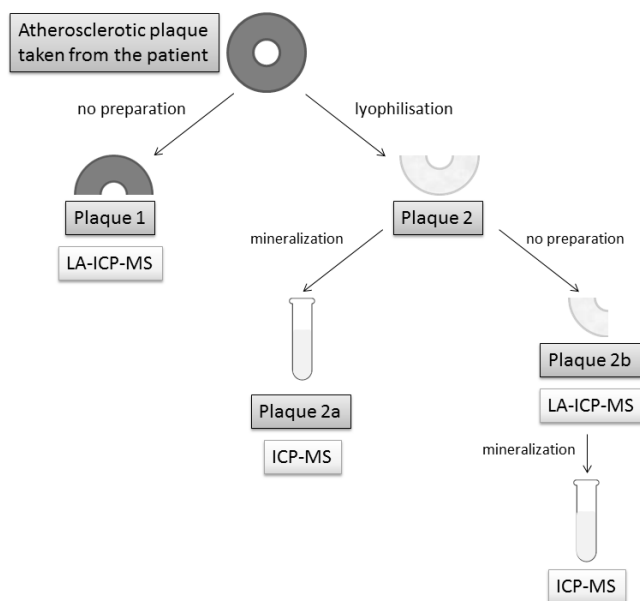 Atherosclerotic plaque
taken from the patient
no preparation
lyophilisation
Plaque 1
LA-ICP-MS
Plaque 2
mineralization
no preparation
Plaque 2a
ICP-MS
Plaque 2b
LA-ICP-MS
mineralization
ICP-MS